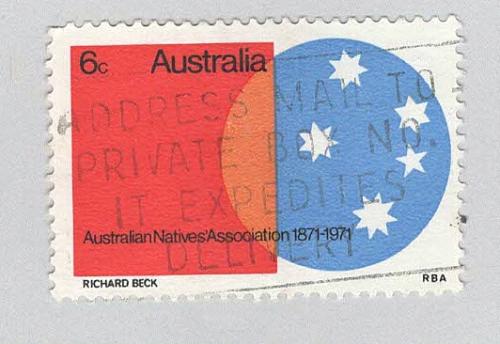 6c Australia
ADDRESS MAIL TO
PRIVATE BOX NO.
IT EXPEDITES
DELIVERY
Australian Natives'Association 1871-1971
RICHARD BECK RBA